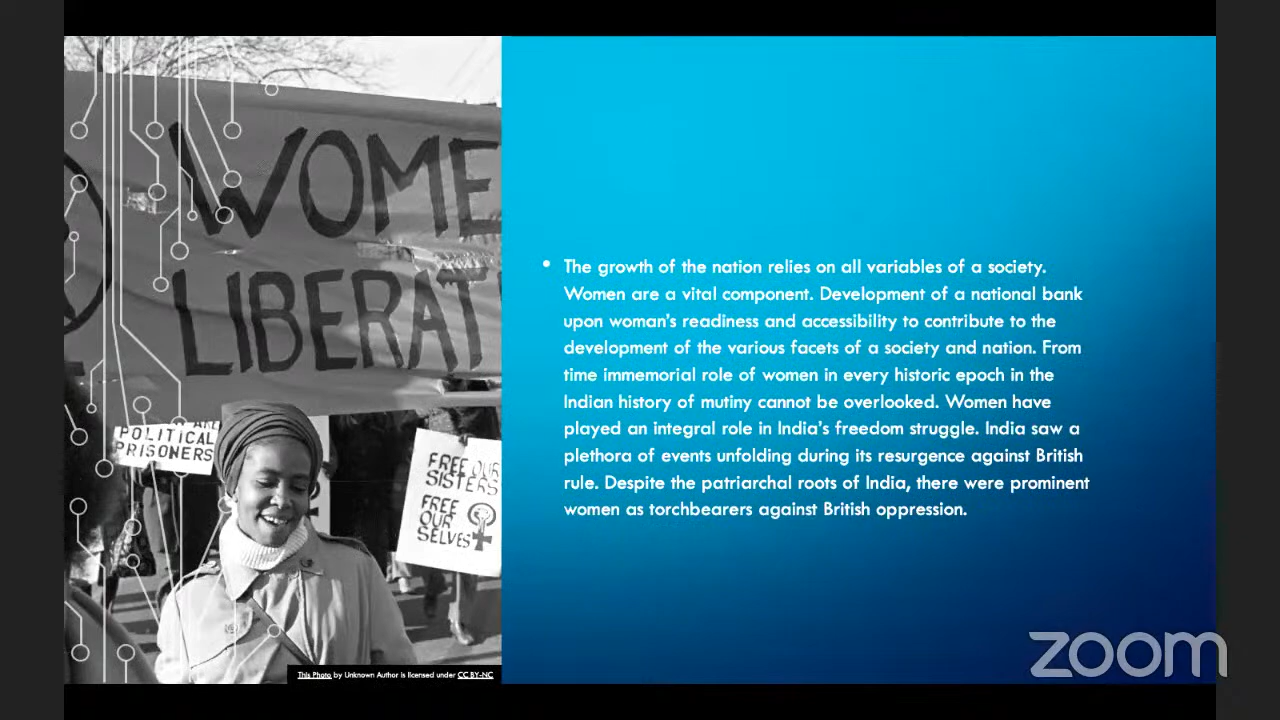 WOME
LIBERAT
POLITICAL
PRISONERS
FREE OUR
SISTERS
FREE
OUR
SELVES
This Photo by Unknown Author is licensed under CC BY-NC
• The growth of the nation relies on all variables of a society.
Women are a vital component. Development of a national bank
upon woman's readiness and accessibility to contribute to the
development of the various facets of a society and nation. From
time immemorial role of women in every historic epoch in the
Indian history of mutiny cannot be overlooked. Women have
played an integral role in India's freedom struggle. India saw a
plethora of events unfolding during its resurgence against British
rule. Despite the patriarchal roots of India, there were prominent
women as torchbearers against British oppression.
zoom